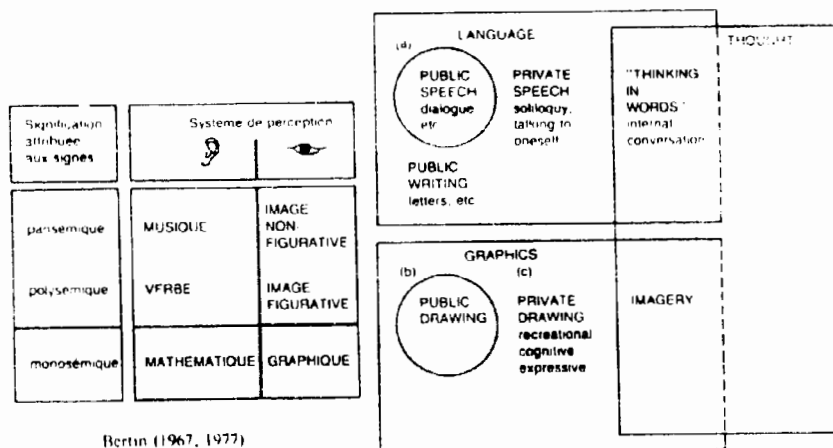 Signification
attribuée
aux signes
Système de perception
pansémique
MUSIQUE
IMAGE
NON-
FIGURATIVE
polysémique
VERBE
IMAGE
FIGURATIVE
monosémique
MATHEMATIQUE
GRAPHIQUE
Bertin (1967, 1977)
LANGUAGE
(d)
PUBLIC
SPEECH
dialogue
etc
PRIVATE
SPEECH
soliloquy,
talking to
oneself
PUBLIC
WRITING
letters, etc
THOUGHT
"THINKING
IN
WORDS"
internal
conversation
GRAPHICS
(b)
PUBLIC
DRAWING
(c)
PRIVATE
DRAWING
recreational
cognitive
expressive
IMAGERY